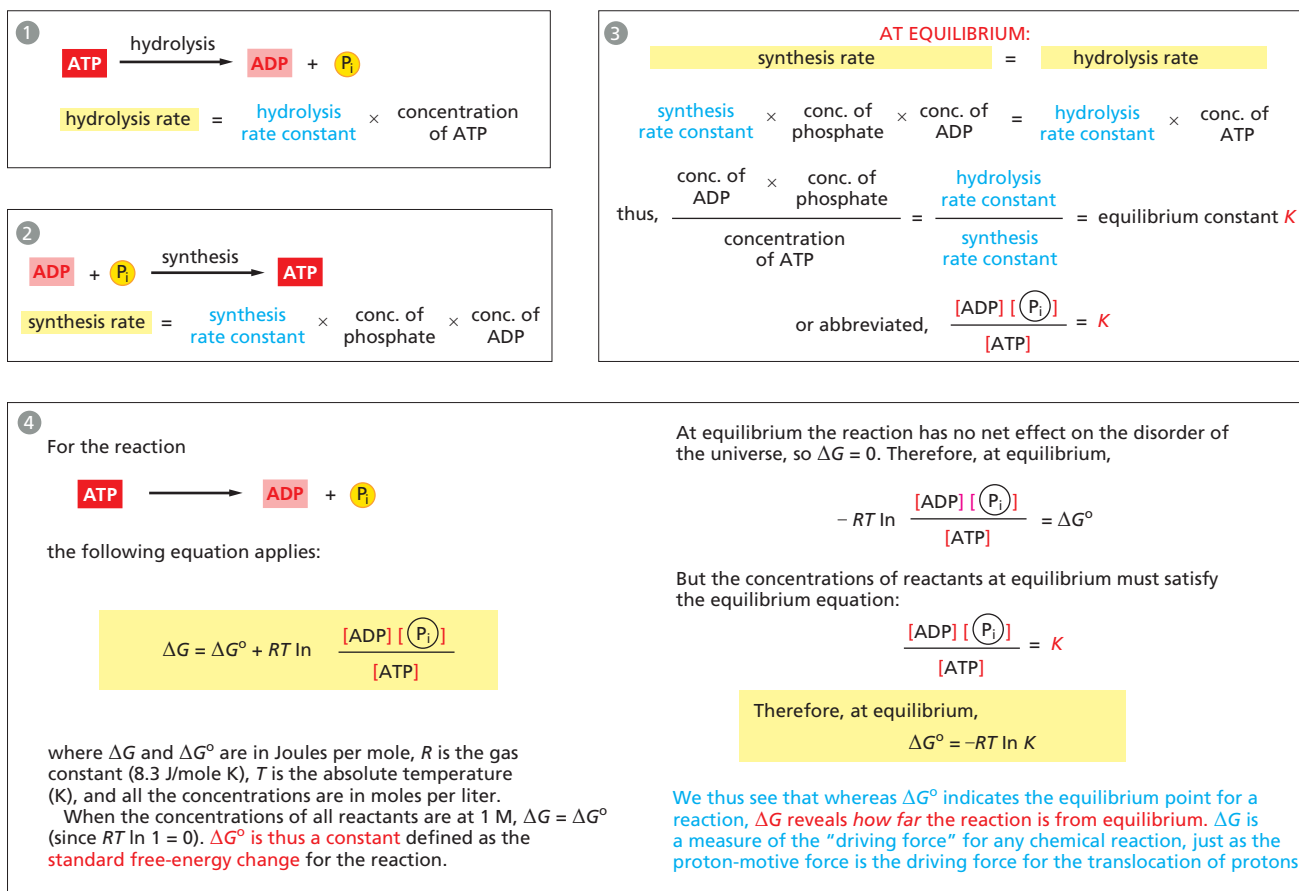 1
ATP hydrolysis ADP + Pi
hydrolysis rate = hydrolysis rate constant × concentration of ATP
2
ADP + Pi synthesis ATP
synthesis rate = synthesis rate constant × conc. of phosphate × conc. of ADP
3
AT EQUILIBRIUM:
synthesis rate = hydrolysis rate
synthesis rate constant × conc. of phosphate × conc. of ADP = hydrolysis rate constant × conc. of ATP
thus, conc. of ADP × conc. of phosphate / concentration of ATP = hydrolysis rate constant / synthesis rate constant = equilibrium constant K
or abbreviated, [ADP] [Pi] / [ATP] = K
4
For the reaction
ATP ADP + Pi
the following equation applies:
ΔG = ΔG° + RT ln [ADP] [Pi] / [ATP]
where ΔG and ΔG° are in Joules per mole, R is the gas
constant (8.3 J/mole K), T is the absolute temperature
(K), and all the concentrations are in moles per liter.
When the concentrations of all reactants are at 1 M, ΔG = ΔG°
(since RT ln 1 = 0). ΔG° is thus a constant defined as the
standard free-energy change for the reaction.
At equilibrium the reaction has no net effect on the disorder of
the universe, so ΔG = 0. Therefore, at equilibrium,
– RT ln [ADP] [Pi] / [ATP] = ΔG°
But the concentrations of reactants at equilibrium must satisfy
the equilibrium equation:
[ADP] [Pi] / [ATP] = K
Therefore, at equilibrium,
ΔG° = –RT ln K
We thus see that whereas ΔG° indicates the equilibrium point for a
reaction, ΔG reveals how far the reaction is from equilibrium. ΔG is
a measure of the “driving force” for any chemical reaction, just as the
proton-motive force is the driving force for the translocation of protons